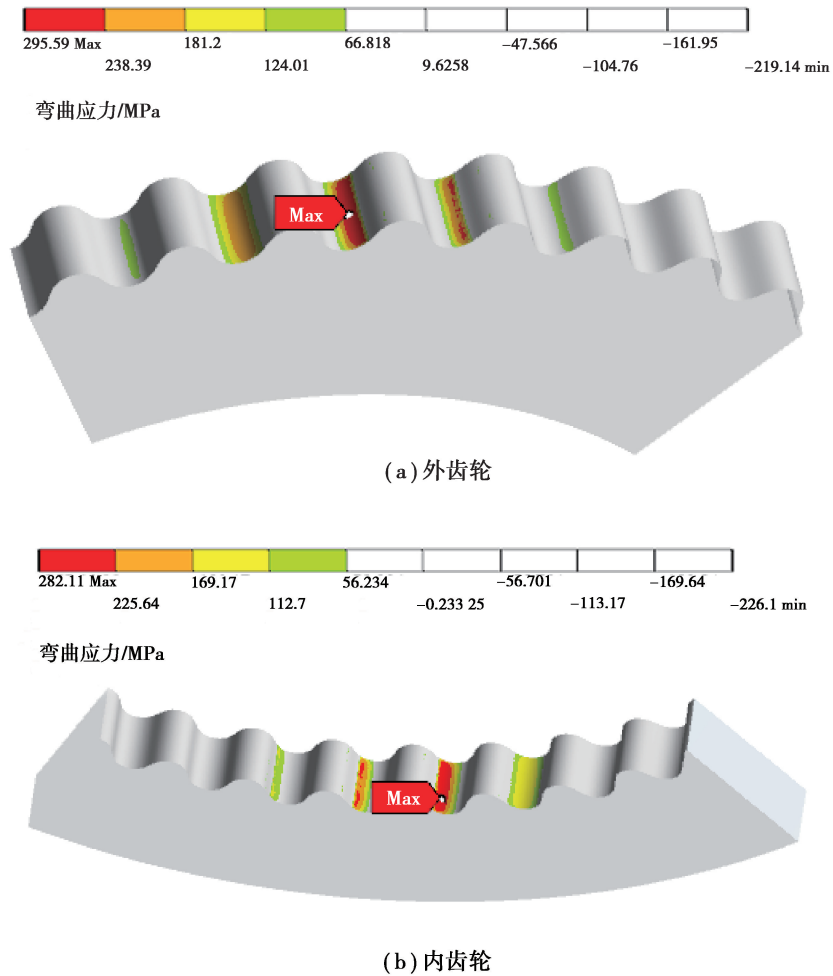 295.59 Max 181.2 66.818 −47.566 −161.95
238.39 124.01 9.6258 −104.76 −219.14 min
弯曲应力/MPa
Max
(a)外齿轮
282.11 Max 169.17 56.234 −56.701 −169.64
225.64 112.7 −0.233 25 −113.17 −226.1 min
弯曲应力/MPa
Max
(b)内齿轮